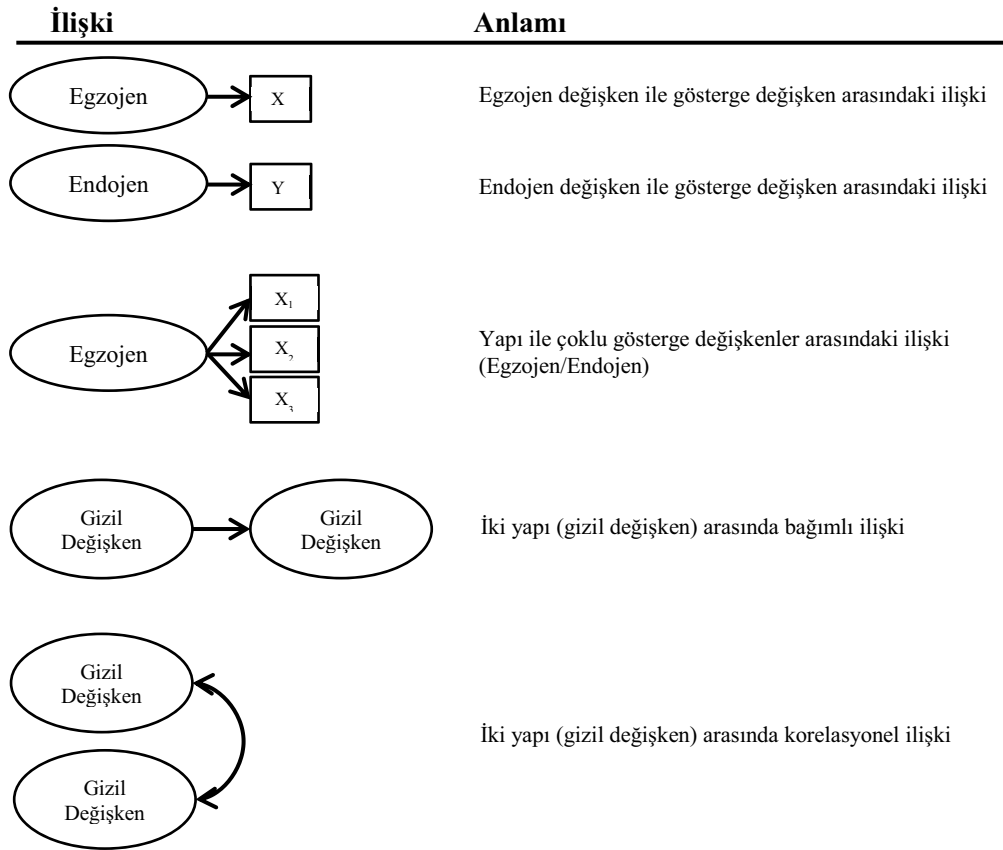 İlişki Anlamı
Egzojen X Egzojen değişken ile gösterge değişken arasındaki ilişki
Endojen Y Endojen değişken ile gösterge değişken arasındaki ilişki
X₁
Egzojen X₂ Yapı ile çoklu gösterge değişkenler arasındaki ilişki
(Egzojen/Endojen)
X₃
Gizil Değişken Gizil Değişken İki yapı (gizil değişken) arasında bağımlı ilişki
Gizil
Değişken
İki yapı (gizil değişken) arasında korelasyonel ilişki
Gizil
Değişken